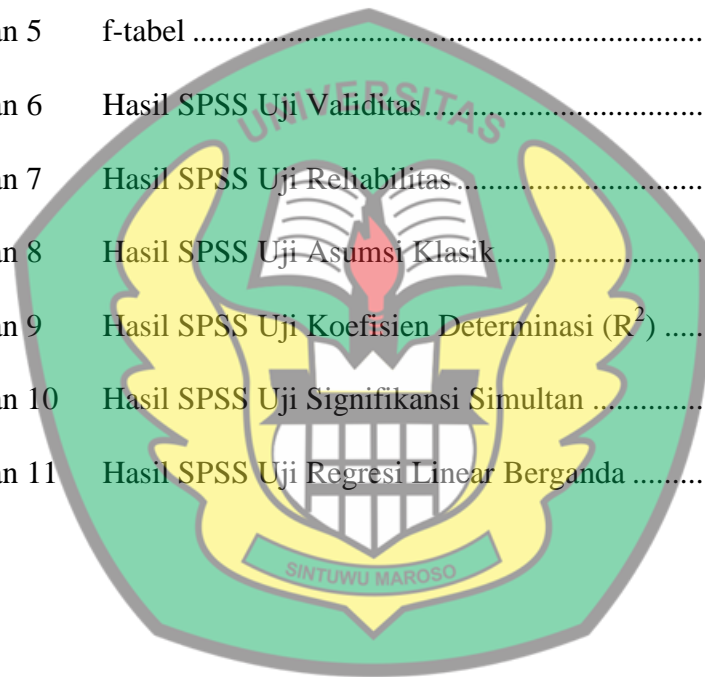 an 5 f-tabel ............................................................
an 6 Hasil SPSS Uji Validitas ................................
an 7 Hasil SPSS Uji Reliabilitas ............................
an 8 Hasil SPSS Uji Asumsi Klasik ........................
an 9 Hasil SPSS Uji Koefisien Determinasi (R²) .....
an 10 Hasil SPSS Uji Signifikansi Simultan .............
an 11 Hasil SPSS Uji Regresi Linear Berganda .........
UNIVERSITAS
SINTUWU MAROSO